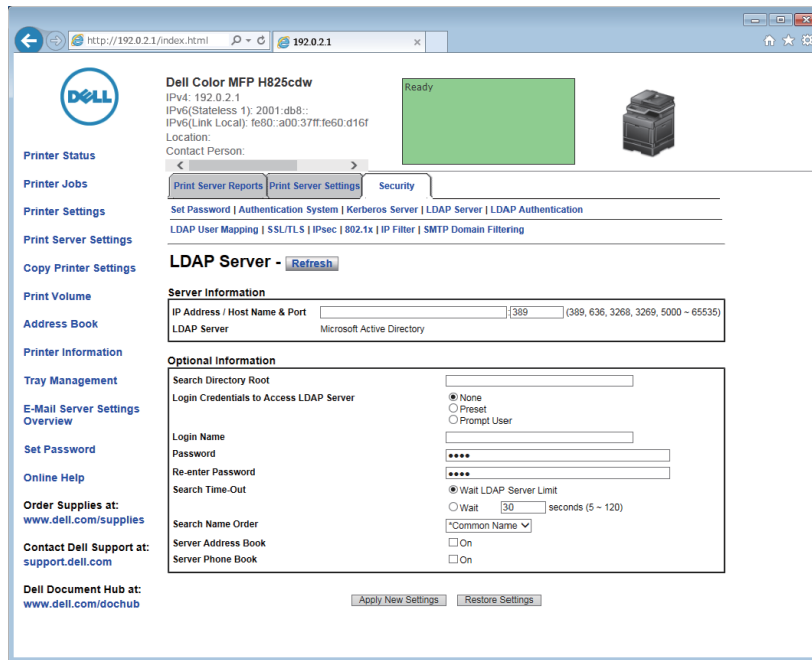 http://192.0.2.1/index.html
192.0.2.1
DELL
Dell Color MFP H825cdw
IPv4: 192.0.2.1
IPv6(Stateless 1): 2001:db8::
IPv6(Link Local): fe80::a00:37ff:fe60:d16f
Location:
Contact Person:
Ready
Printer Status
Printer Jobs
Printer Settings
Print Server Settings
Copy Printer Settings
Print Volume
Address Book
Printer Information
Tray Management
E-Mail Server Settings
Overview
Set Password
Online Help
Order Supplies at:
www.dell.com/supplies
Contact Dell Support at:
support.dell.com
Dell Document Hub at:
www.dell.com/dochub
Print Server Reports Print Server Settings Security
Set Password | Authentication System | Kerberos Server | LDAP Server | LDAP Authentication
LDAP User Mapping | SSL/TLS | IPsec | 802.1x | IP Filter | SMTP Domain Filtering
LDAP Server - Refresh
Server Information
IP Address / Host Name & Port :389 (389, 636, 3268, 3269, 5000 ~ 65535)
LDAP Server Microsoft Active Directory
Optional Information
Search Directory Root
Login Credentials to Access LDAP Server None
Preset
Prompt User
Login Name
Password ••••
Re-enter Password ••••
Search Time-Out Wait LDAP Server Limit
Wait 30 seconds (5 ~ 120)
Search Name Order *Common Name
Server Address Book On
Server Phone Book On
Apply New Settings Restore Settings